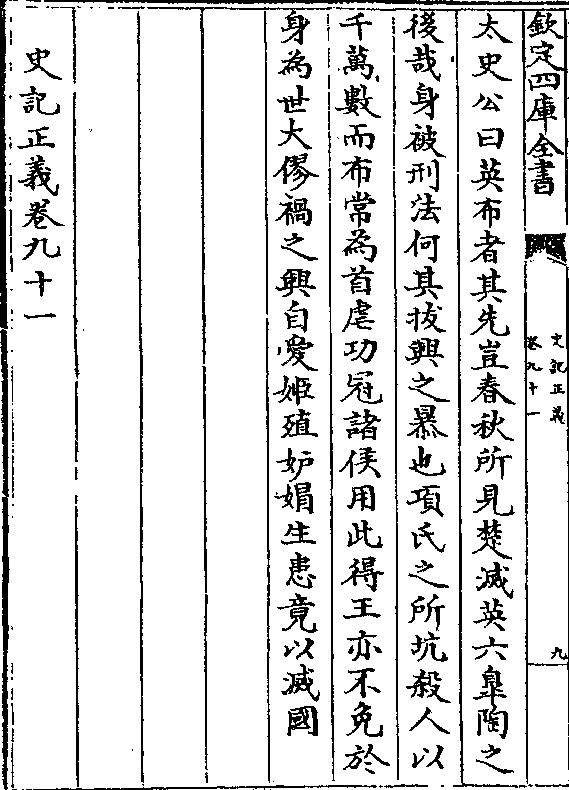 欽定四庫全書
史記正義
卷九十一
九
太史公曰英布者其先豈春秋所見楚滅英六臯陶之
後哉身被刑法何其拔興之暴也項氏之所坑殺人以
千萬數而布常為首虐功冠諸侯用此得王亦不免於
身為世大僇禍之興自愛姬殖妒媢生患竟以滅國
史記正義卷九十一